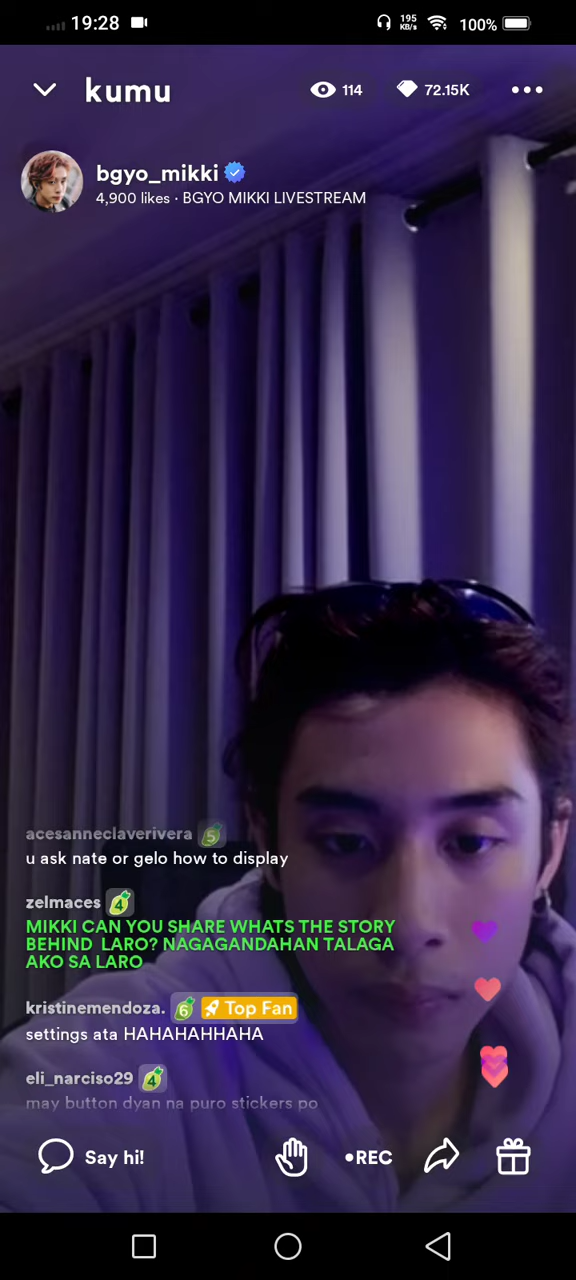 19:28
195
KB/s
100%
kumu
114
72.15K
bgyo_mikki
4,900 likes · BGYO MIKKI LIVESTREAM
acesanneclaverivera 5
u ask nate or gelo how to display
zelmaces 4
MIKKI CAN YOU SHARE WHATS THE STORY
BEHIND LARO? NAGAGANDAHAN TALAGA
AKO SA LARO
kristinemendoza. 6 Top Fan
settings ata HAHAHAHHAHA
eli_narciso29 4
may button dyan na puro stickers po
Say hi!
•REC